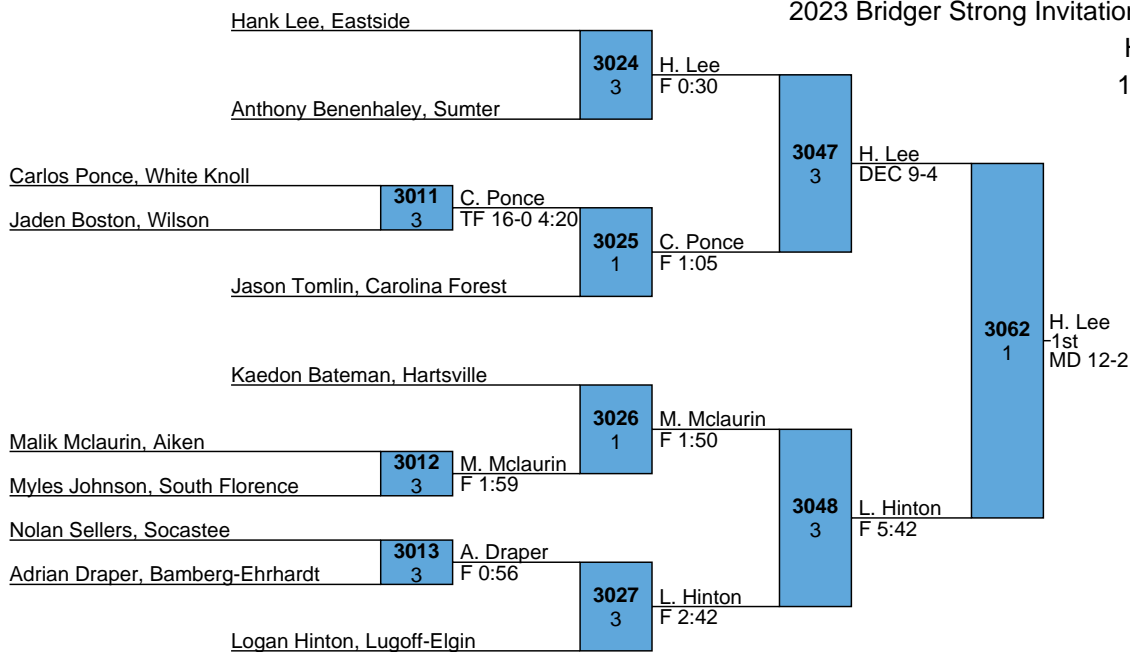 2023 Bridger Strong Invitation
H
1
Hank Lee, Eastside
3024
3
H. Lee
F 0:30
Anthony Benenhaley, Sumter
3047
3
H. Lee
DEC 9-4
Carlos Ponce, White Knoll
3011
3
C. Ponce
TF 16-0 4:20
Jaden Boston, Wilson
3025
1
C. Ponce
F 1:05
Jason Tomlin, Carolina Forest
3062
1
H. Lee
1st
MD 12-2
Kaedon Bateman, Hartsville
3026
1
M. Mclaurin
F 1:50
Malik Mclaurin, Aiken
3012
3
M. Mclaurin
F 1:59
Myles Johnson, South Florence
3048
3
L. Hinton
F 5:42
Nolan Sellers, Socastee
3013
3
A. Draper
F 0:56
Adrian Draper, Bamberg-Ehrhardt
3027
3
L. Hinton
F 2:42
Logan Hinton, Lugoff-Elgin